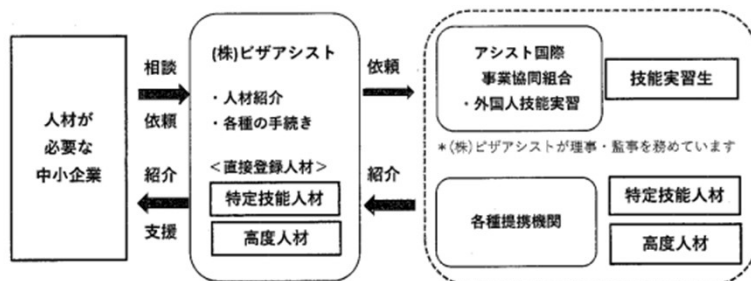 人材が
必要な
中小企業
相談
依頼
紹介
支援
(株)ビザアシスト
・人材紹介
・各種の手続き
<直接登録人材>
特定技能人材
高度人材
依頼
紹介
アシスト国際
事業協同組合
・外国人技能実習
技能実習生
*(株)ビザアシストが理事・監事を務めています
各種提携機関
特定技能人材
高度人材